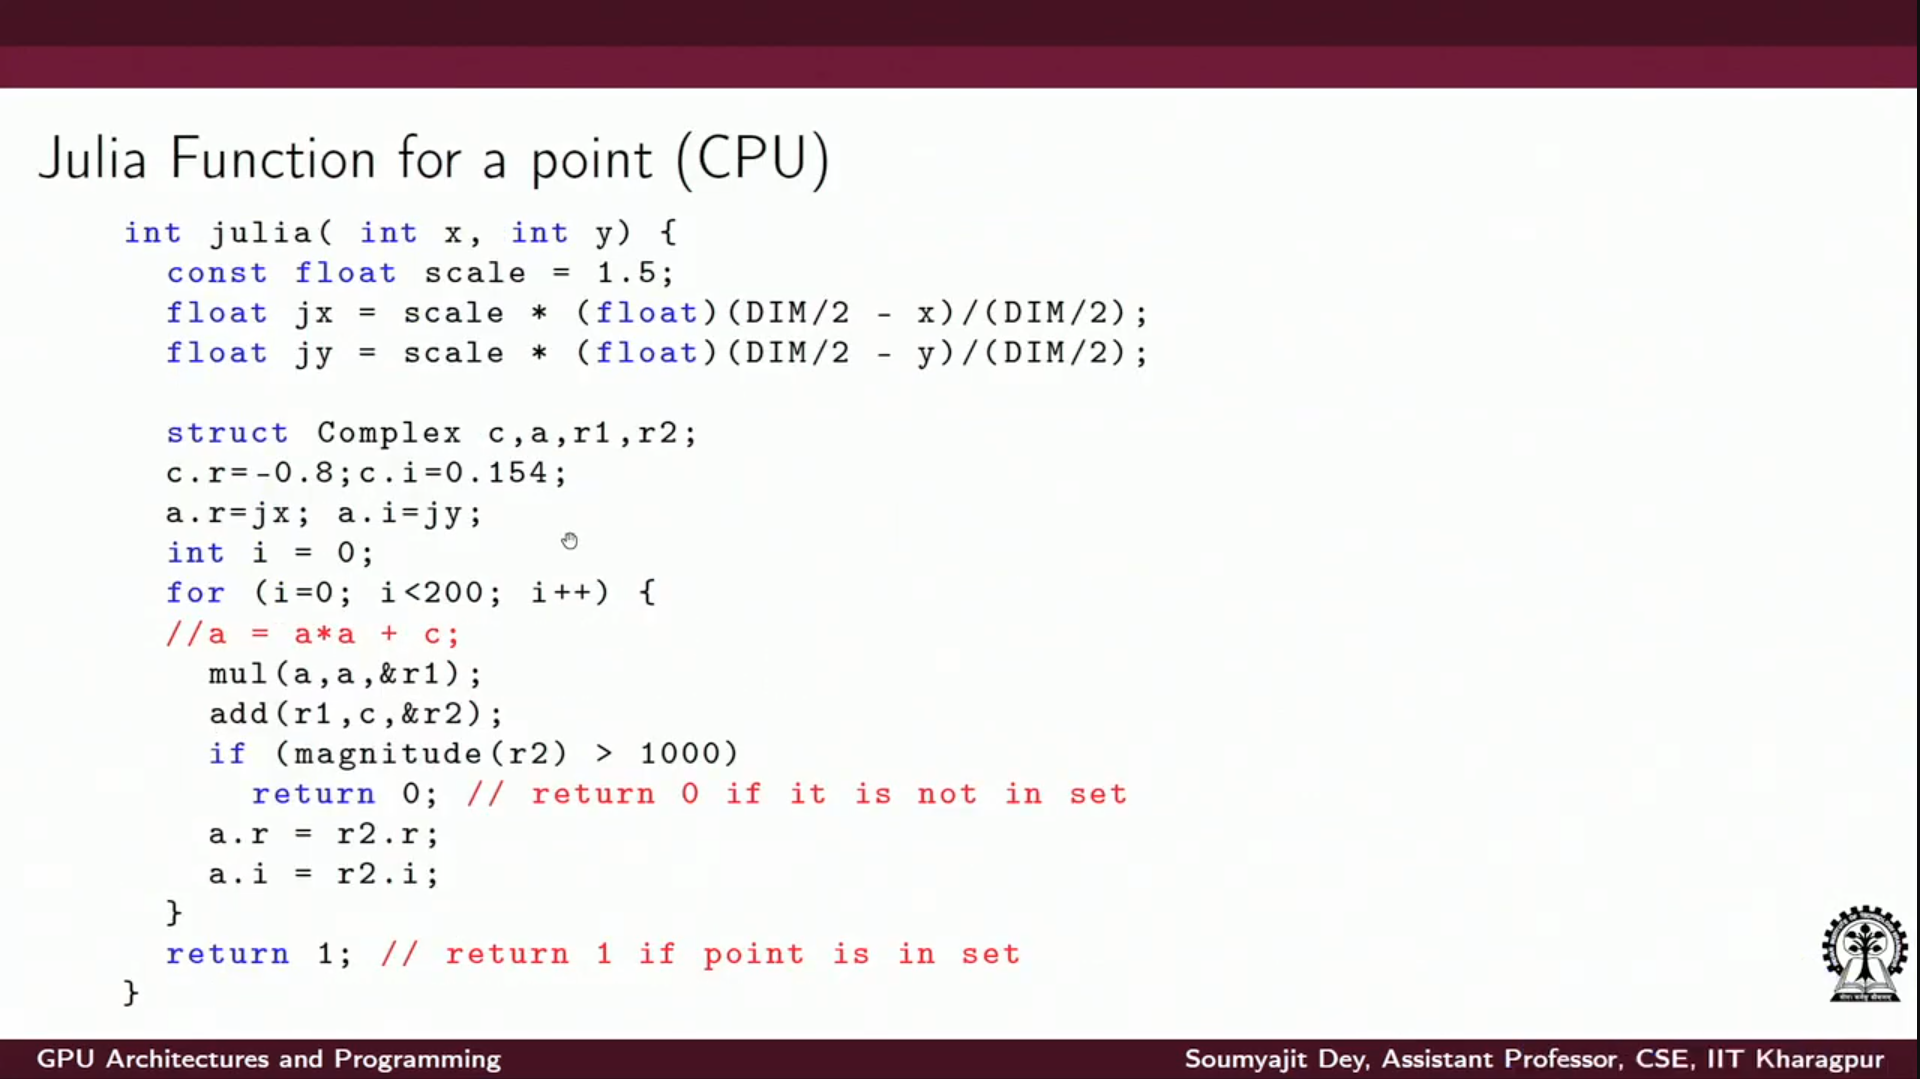 Julia Function for a point (CPU)
int julia( int x, int y) {
const float scale = 1.5;
float jx = scale * (float)(DIM/2 - x)/(DIM/2);
float jy = scale * (float)(DIM/2 - y)/(DIM/2);
struct Complex c,a,r1,r2;
c.r=-0.8;c.i=0.154;
a.r=jx; a.i=jy;
int i = 0;
for (i=0; i<200; i++) {
//a = a*a + c;
mul(a,a,&r1);
add(r1,c,&r2);
if (magnitude(r2) > 1000)
return 0; // return 0 if it is not in set
a.r = r2.r;
a.i = r2.i;
}
return 1; // return 1 if point is in set
}
GPU Architectures and Programming
Soumyajit Dey, Assistant Professor, CSE, IIT Kharagpur